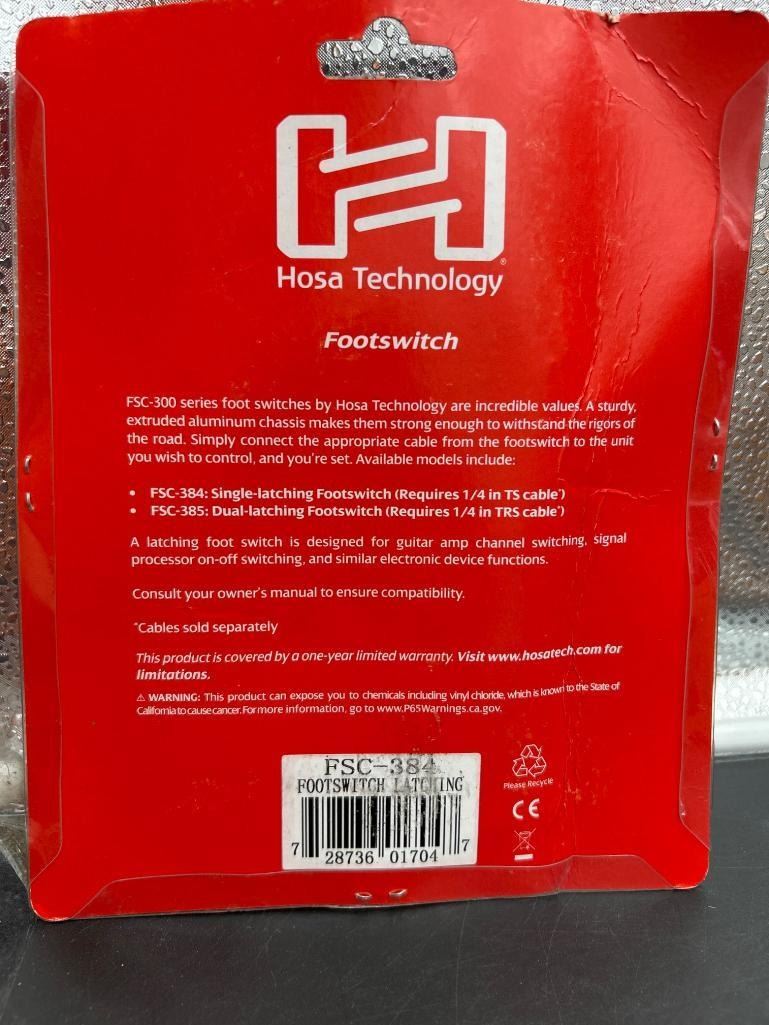 Hosa Technology®
Footswitch
FSC-300 series foot switches by Hosa Technology are incredible values. A sturdy,
extruded aluminum chassis makes them strong enough to withstand the rigors of
the road. Simply connect the appropriate cable from the footswitch to the unit
you wish to control, and you're set. Available models include:
• FSC-384: Single-latching Footswitch (Requires 1/4 in TS cable*)
• FSC-385: Dual-latching Footswitch (Requires 1/4 in TRS cable*)
A latching foot switch is designed for guitar amp channel switching, signal
processor on-off switching, and similar electronic device functions.
Consult your owner's manual to ensure compatibility.
*Cables sold separately
This product is covered by a one-year limited warranty. Visit www.hosatech.com for
limitations.
⚠ WARNING: This product can expose you to chemicals including vinyl chloride, which is known to the State of
California to cause cancer. For more information, go to www.P65Warnings.ca.gov.
FSC-384
FOOTSWITCH LATCHING
7 28736 01704 7
Please Recycle
CE